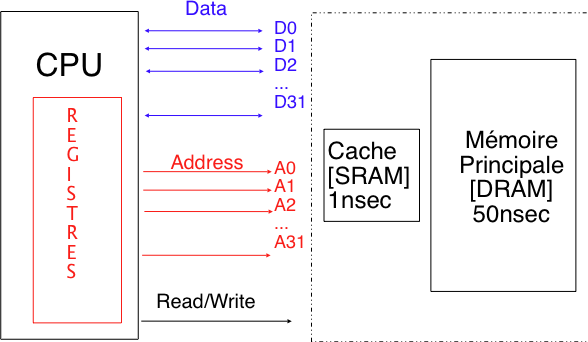 CPU
REGISTRES
Data
D0
D1
D2
...
D31
Address
A0
A1
A2
...
A31
Read/Write
Cache
[SRAM]
1nsec
Mémoire
Principale
[DRAM]
50nsec